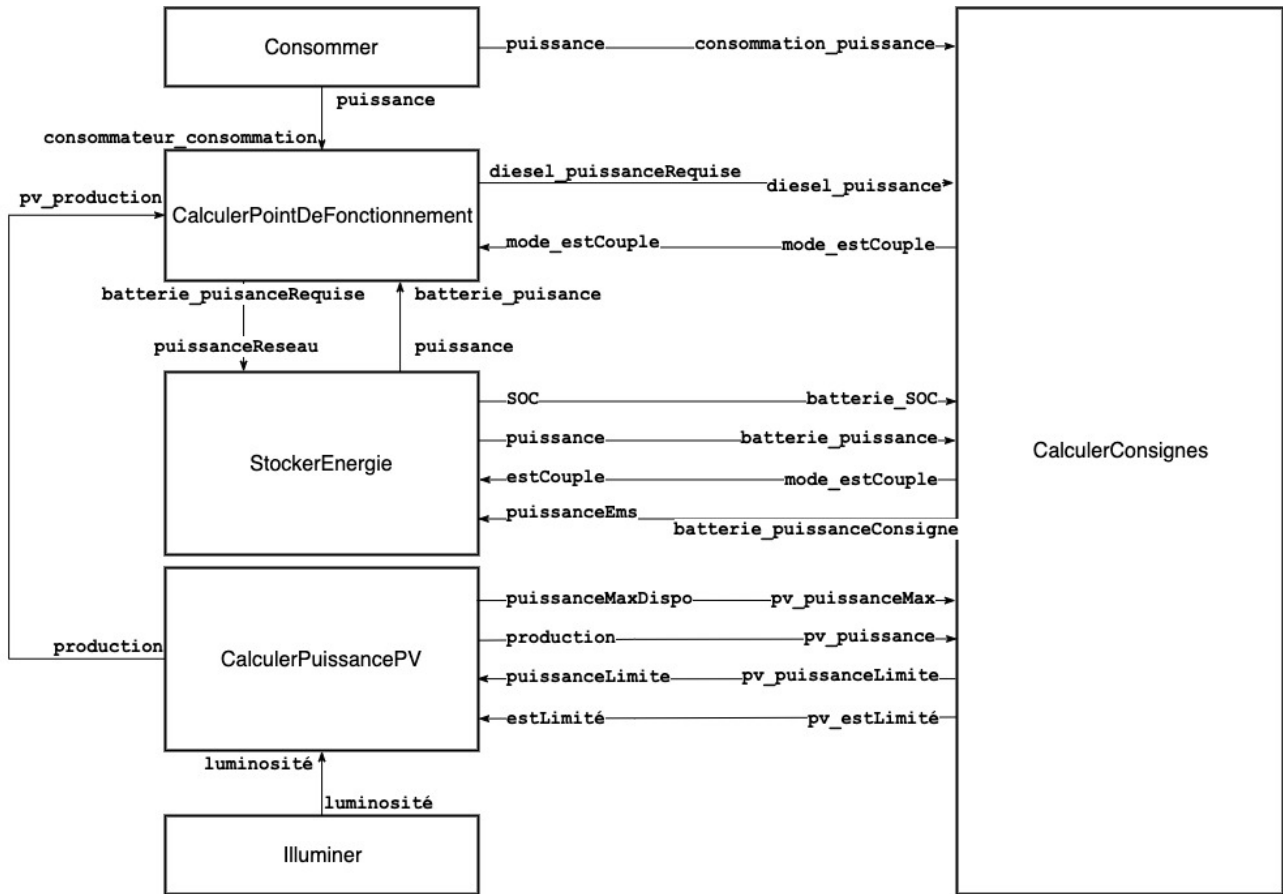 Consommer
puissance
consommation_puissance
puissance
consommateur_consommation
pv_production
CalculerPointDeFonctionnement
diesel_puissanceRequise
diesel_puissance
mode_estCouple
mode_estCouple
batterie_puisanceRequise
batterie_puisance
puissanceReseau
puissance
StockerEnergie
SOC
batterie_SOC
puissance
batterie_puissance
estCouple
mode_estCouple
puissanceEms
batterie_puissanceConsigne
CalculerConsignes
production
CalculerPuissancePV
puissanceMaxDispo
pv_puissanceMax
production
pv_puissance
puissanceLimite
pv_puissanceLimite
estLimité
pv_estLimité
luminosité
luminosité
Illuminer